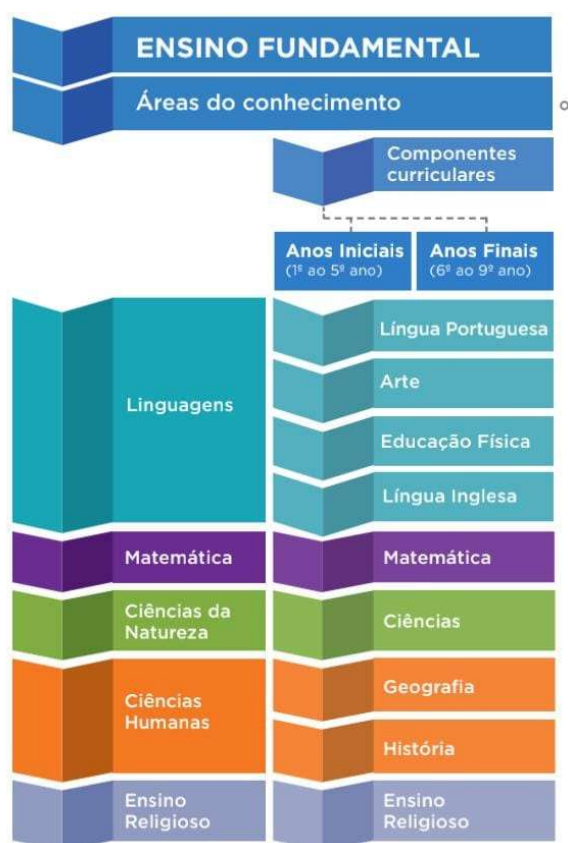 ENSINO FUNDAMENTAL
Áreas do conhecimento
Componentes
curriculares
Anos Iniciais
(1º ao 5º ano)
Anos Finais
(6º ao 9º ano)
Linguagens
Língua Portuguesa
Arte
Educação Física
Língua Inglesa
Matemática
Matemática
Ciências da
Natureza
Ciências
Ciências
Humanas
Geografia
História
Ensino
Religioso
Ensino
Religioso